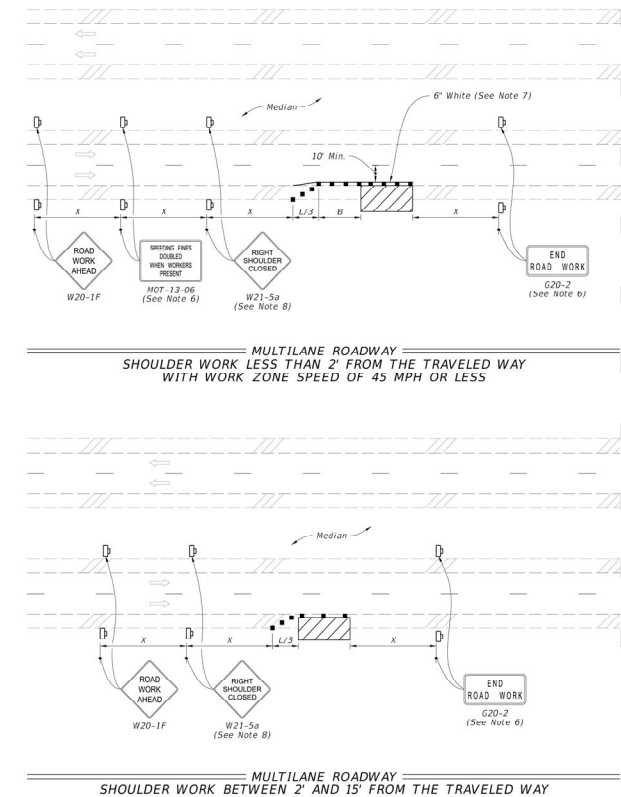 6" White (See Note 7)
Median
10' Min.
X X X L/3 B X
ROAD
WORK
AHEAD
W20-1F
SPEEDING FINES
DOUBLED
WHEN WORKERS
PRESENT
MOT-13-06
(See Note 6)
RIGHT
SHOULDER
CLOSED
W21-5a
(See Note 8)
END
ROAD WORK
G20-2
(See Note 6)
MULTILANE ROADWAY
SHOULDER WORK LESS THAN 2' FROM THE TRAVELED WAY
WITH WORK ZONE SPEED OF 45 MPH OR LESS
Median
X X L/3 X
ROAD
WORK
AHEAD
W20-1F
RIGHT
SHOULDER
CLOSED
W21-5a
(See Note 8)
END
ROAD WORK
G20-2
(See Note 6)
MULTILANE ROADWAY
SHOULDER WORK BETWEEN 2' AND 15' FROM THE TRAVELED WAY